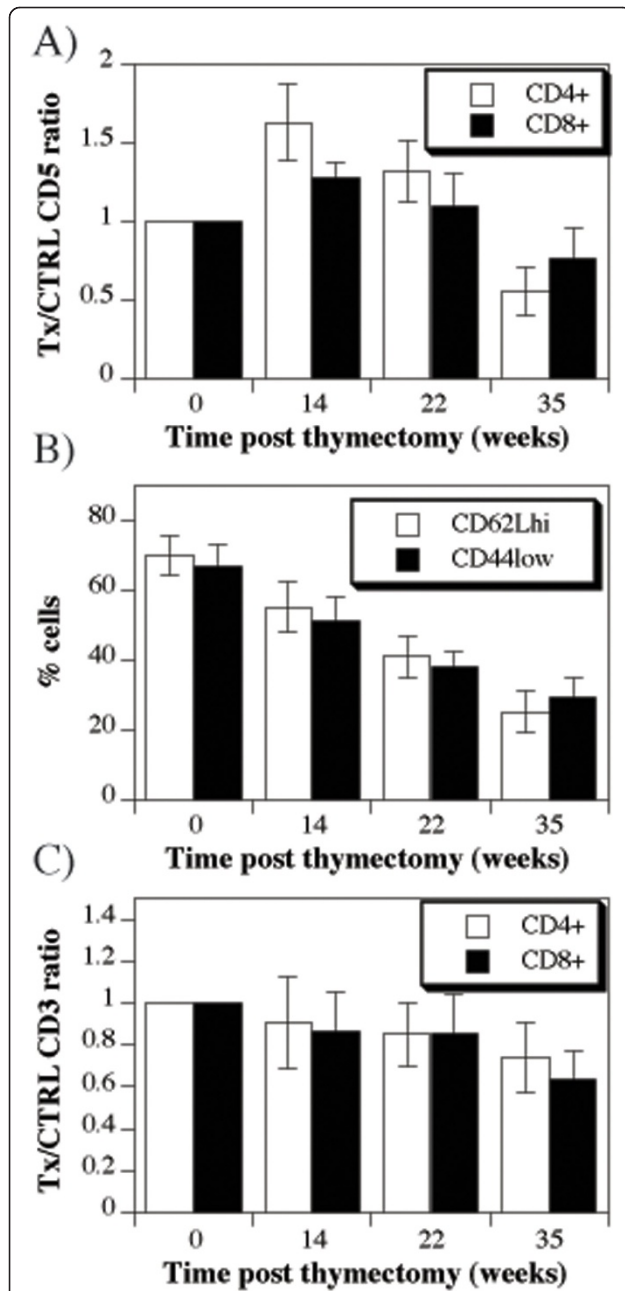 A)
Tx/CTRL CD5 ratio
2
1.5
1
0.5
0
CD4+
CD8+
0 14 22 35
Time post thymectomy (weeks)
B)
% cells
80
60
40
20
0
CD62Lhi
CD44low
0 14 22 35
Time post thymectomy (weeks)
C)
Tx/CTRL CD3 ratio
1.4
1.2
1
0.8
0.6
0.4
0.2
0
CD4+
CD8+
0 14 22 35
Time post thymectomy (weeks)